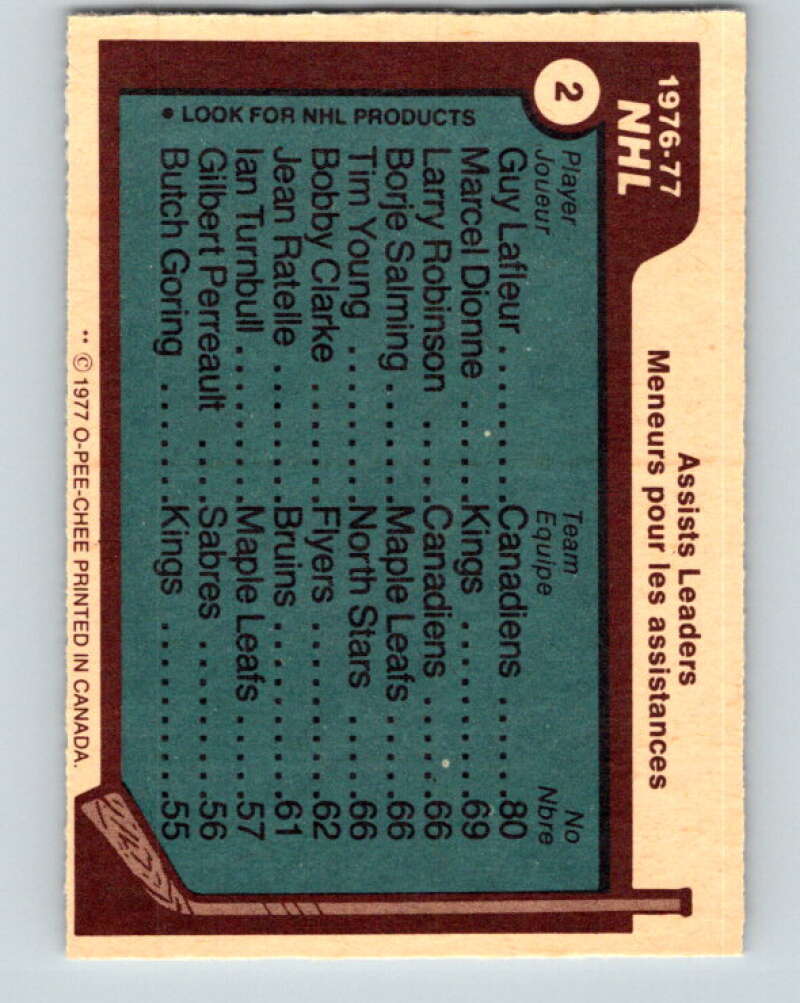 1976-77
NHL
Assists Leaders
Meneurs pour les assistances
2
Player Team No
Joueur Equipe Nbre
Guy Lafleur . . . . . . . . Canadiens . . . . . . 80
Marcel Dionne . . . . . Kings . . . . . . . . . . 69
Larry Robinson . . . . . Canadiens . . . . . . 66
Borje Salming . . . . . . . Maple Leafs . . . . . 66
Tim Young . . . . . . . . North Stars . . . . . 66
Bobby Clarke . . . . . . . Flyers . . . . . . . . . . 62
Jean Ratelle . . . . . . . . Bruins . . . . . . . . . . 61
Ian Turnbull . . . . . . . . Maple Leafs . . . . . 57
Gilbert Perreault . . . . Sabres . . . . . . . . . 56
Butch Goring . . . . . . . Kings . . . . . . . . . . 55
• LOOK FOR NHL PRODUCTS
** © 1977 O-PEE-CHEE PRINTED IN CANADA.